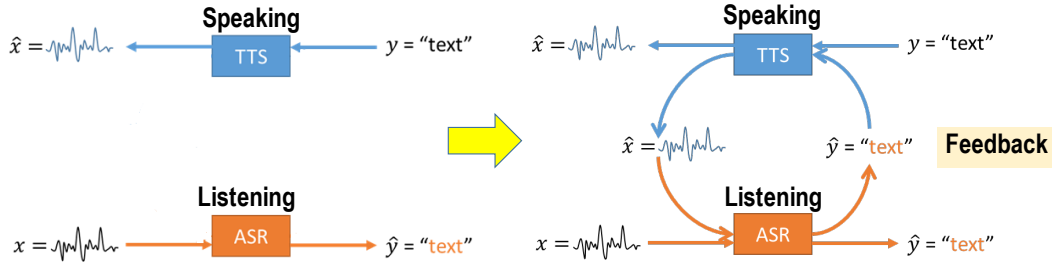 Speaking
x̂ =
TTS
y = “text”
Listening
x =
ASR
ŷ = “text”
Speaking
x̂ =
TTS
y = “text”
x̂ =
ŷ = “text”
Feedback
Listening
x =
ASR
ŷ = “text”